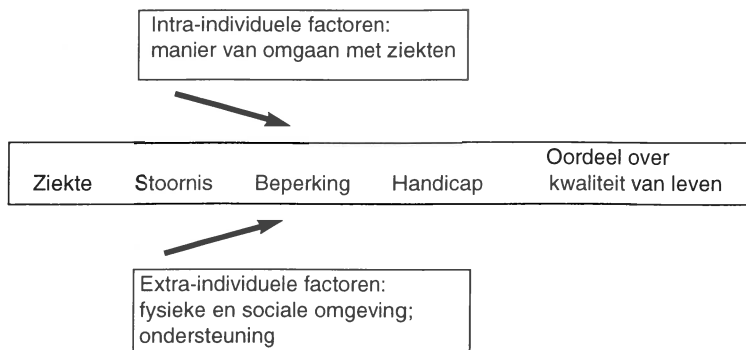 Intra-individuele factoren:
manier van omgaan met ziekten
Ziekte Stoornis Beperking Handicap Oordeel over
kwaliteit van leven
Extra-individuele factoren:
fysieke en sociale omgeving;
ondersteuning